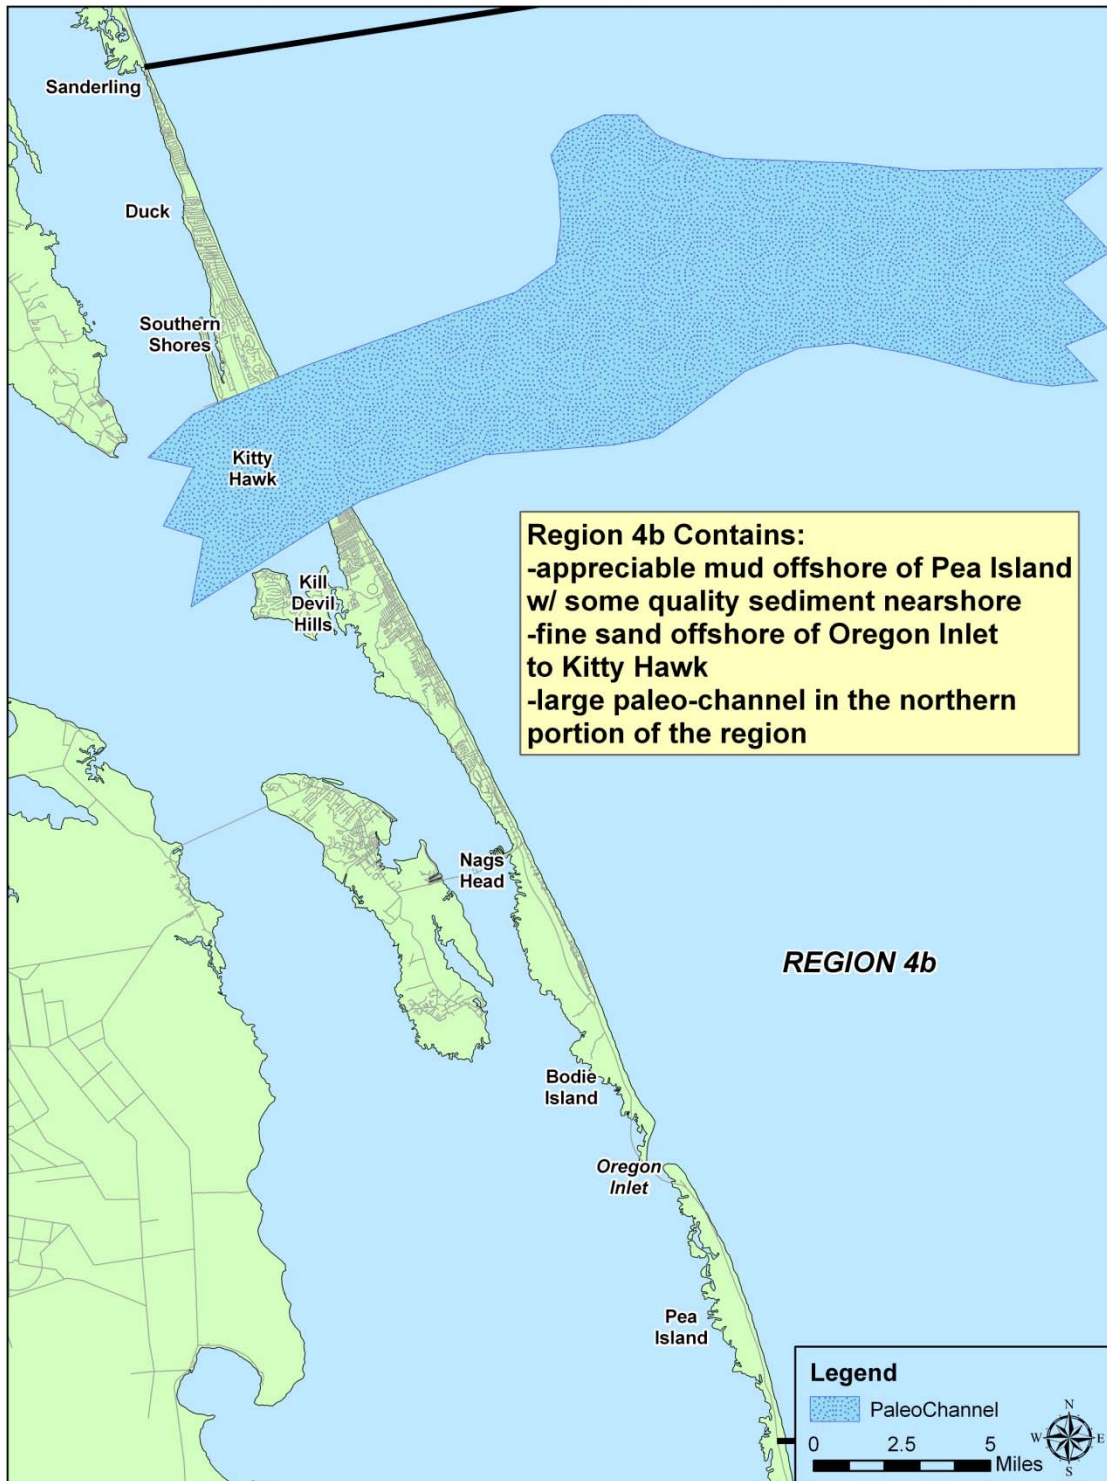 Sanderling
Duck
Southern
Shores
Kitty
Hawk
Region 4b Contains:
-appreciable mud offshore of Pea Island
w/ some quality sediment nearshore
-fine sand offshore of Oregon Inlet
to Kitty Hawk
-large paleo-channel in the northern
portion of the region
Kill
Devil
Hills
Nags
Head
REGION 4b
Bodie
Island
Oregon
Inlet
Pea
Island
Legend
PaleoChannel
0 2.5 5
Miles
N
W E
S